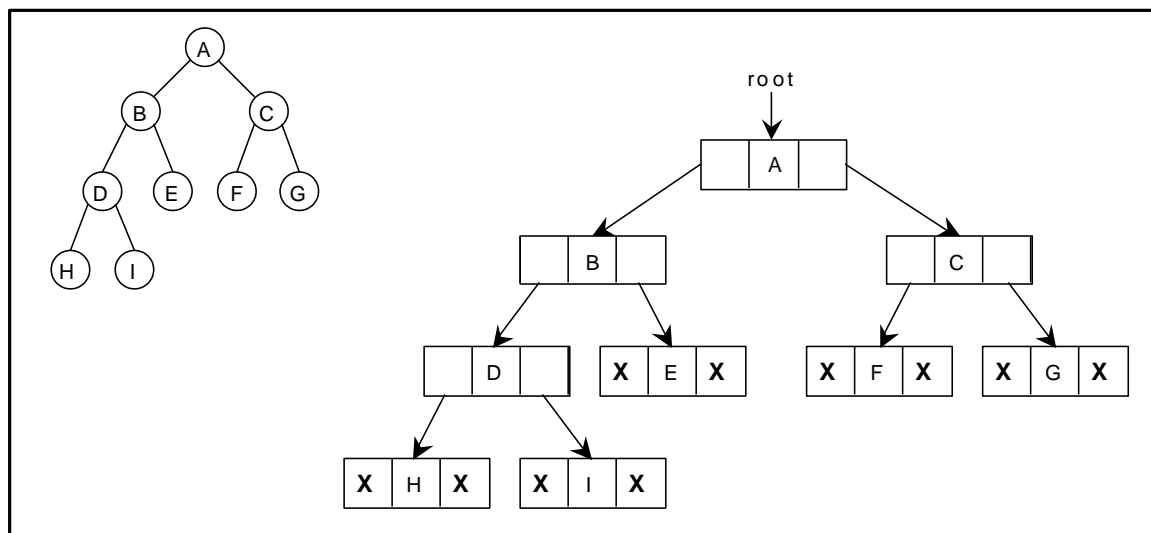 A
B C
D E F G
H I
root
A
B C
D X E X X F X X G X
X H X X I X